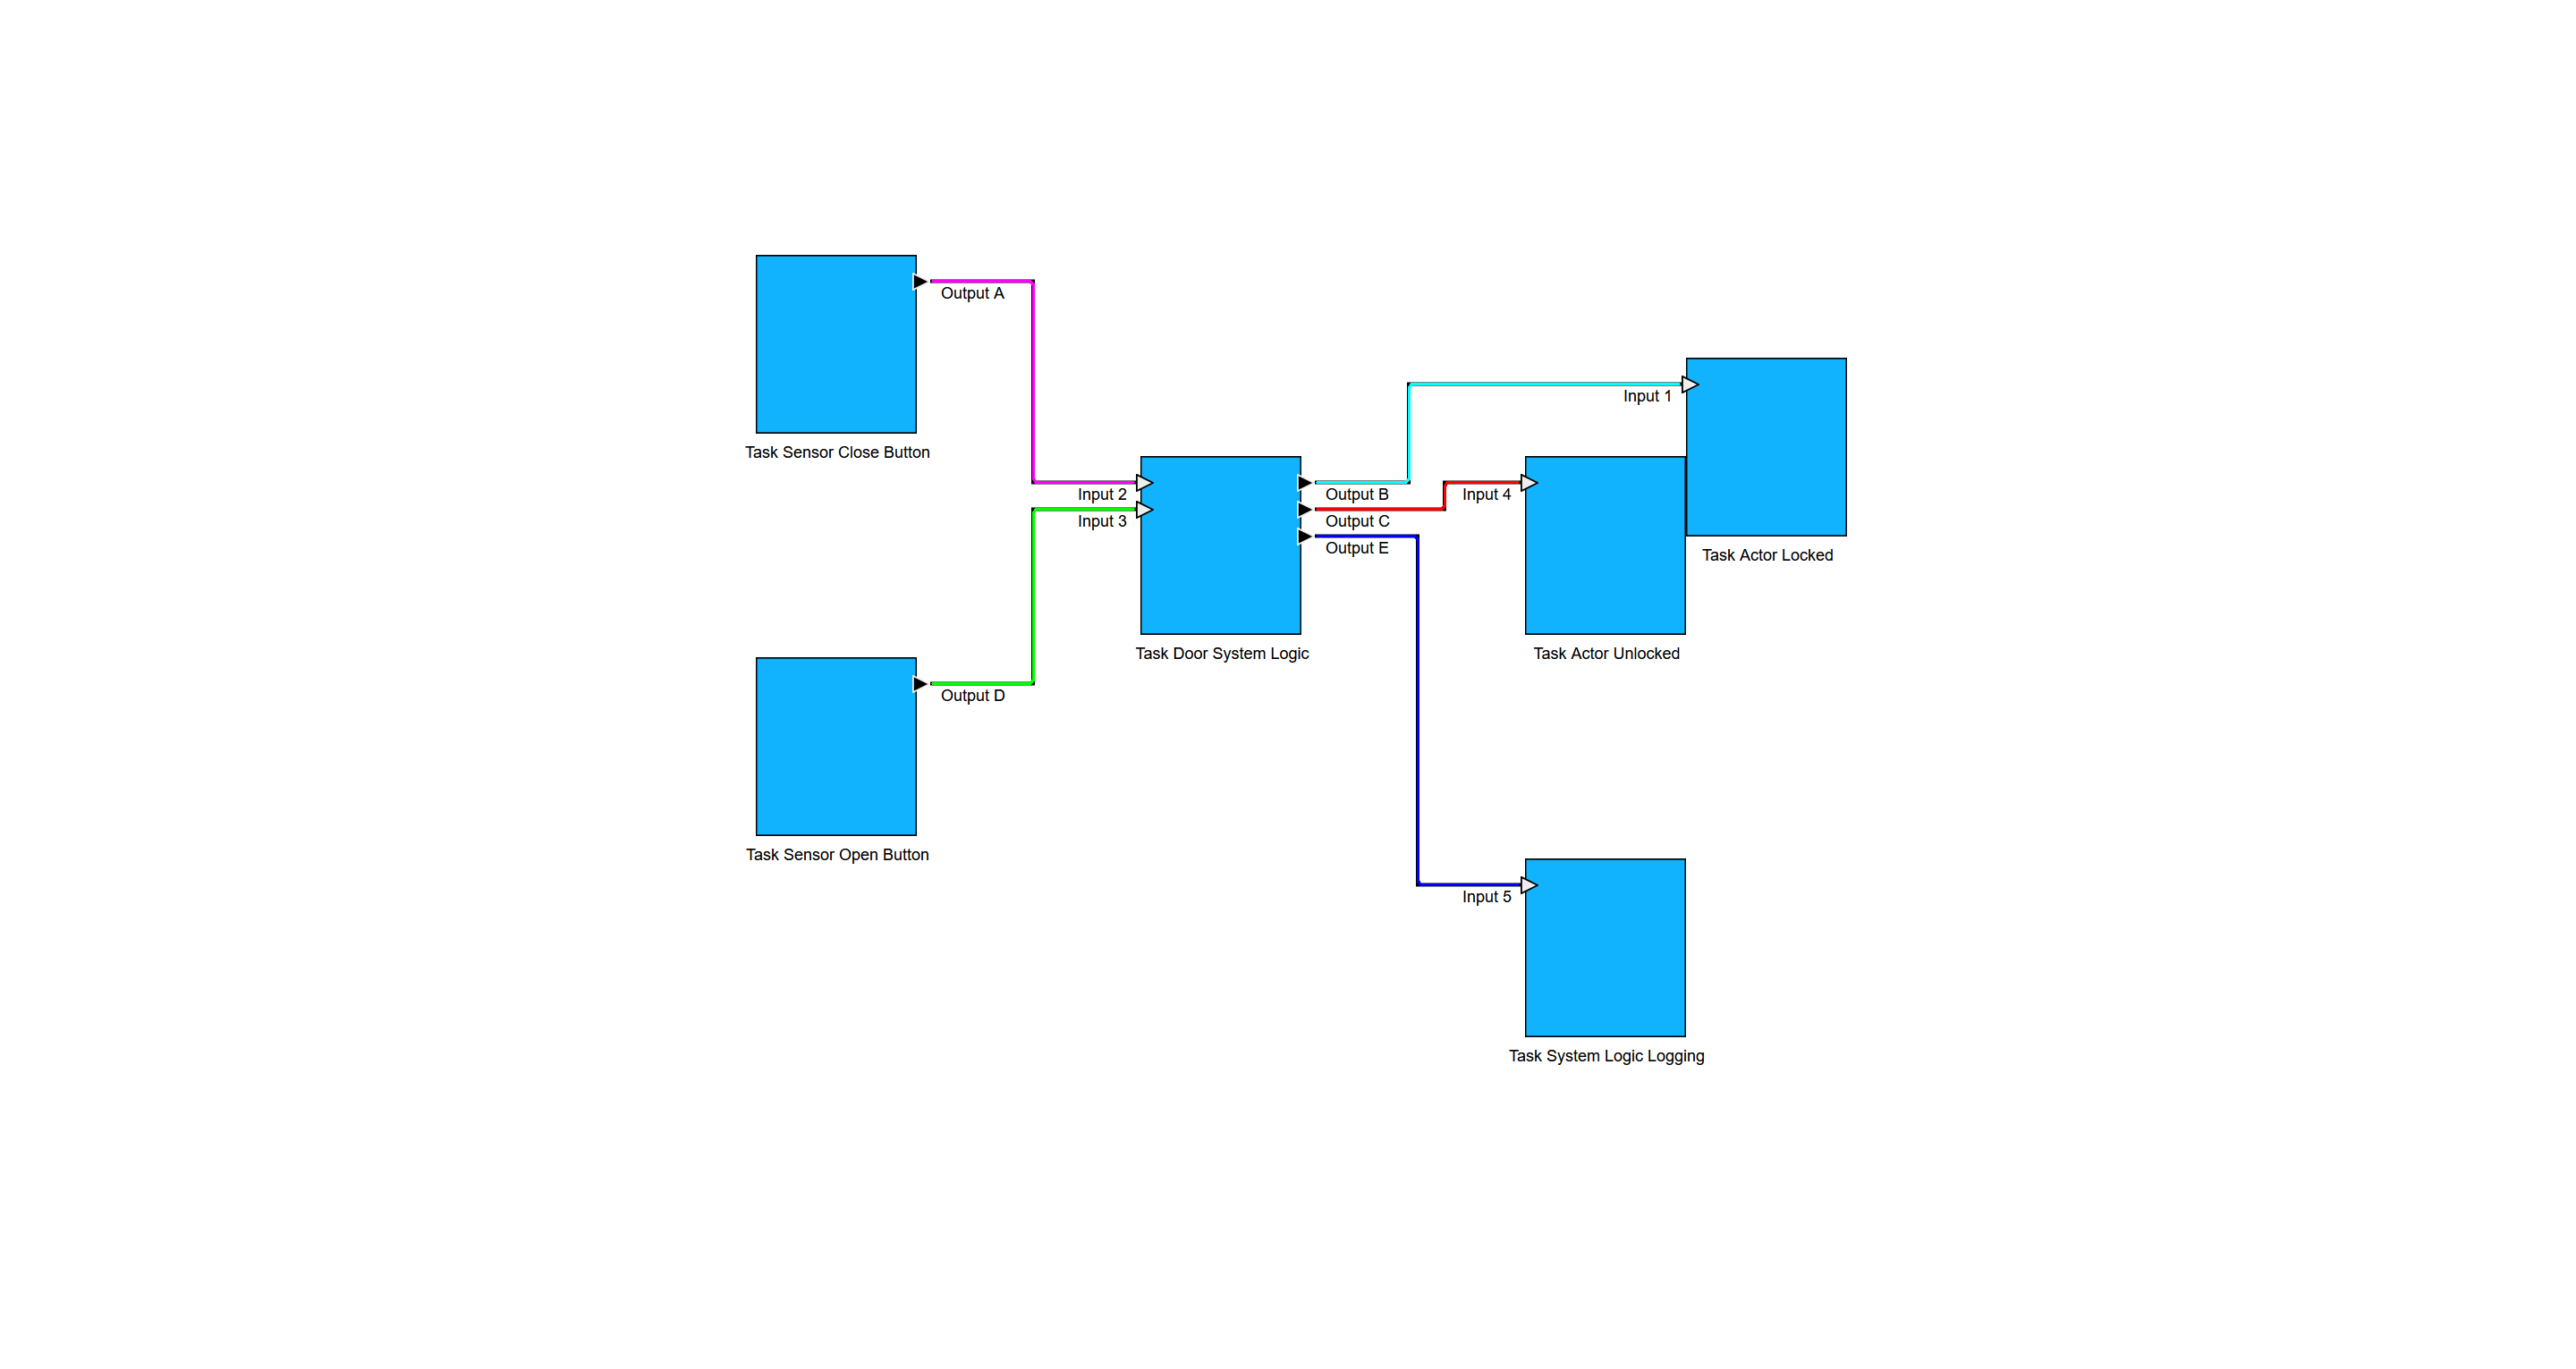 Output A
Task Sensor Close Button
Input 1
Input 2
Output B
Input 4
Input 3
Output C
Output E
Task Actor Locked
Task Door System Logic
Task Actor Unlocked
Output D
Task Sensor Open Button
Input 5
Task System Logic Logging